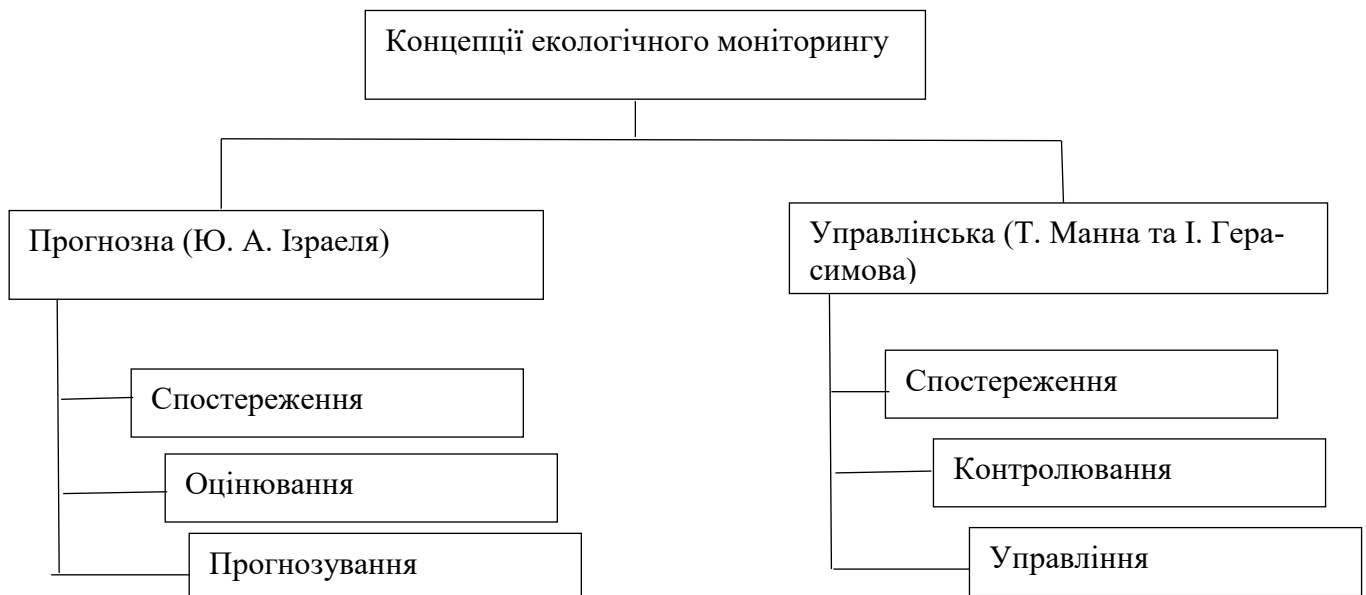 Концепції екологічного моніторингу
Прогнозна (Ю. А. Ізраеля)
Управлінська (Т. Манна та І. Гера-
симова)
Спостереження
Оцінювання
Прогнозування
Спостереження
Контролювання
Управління